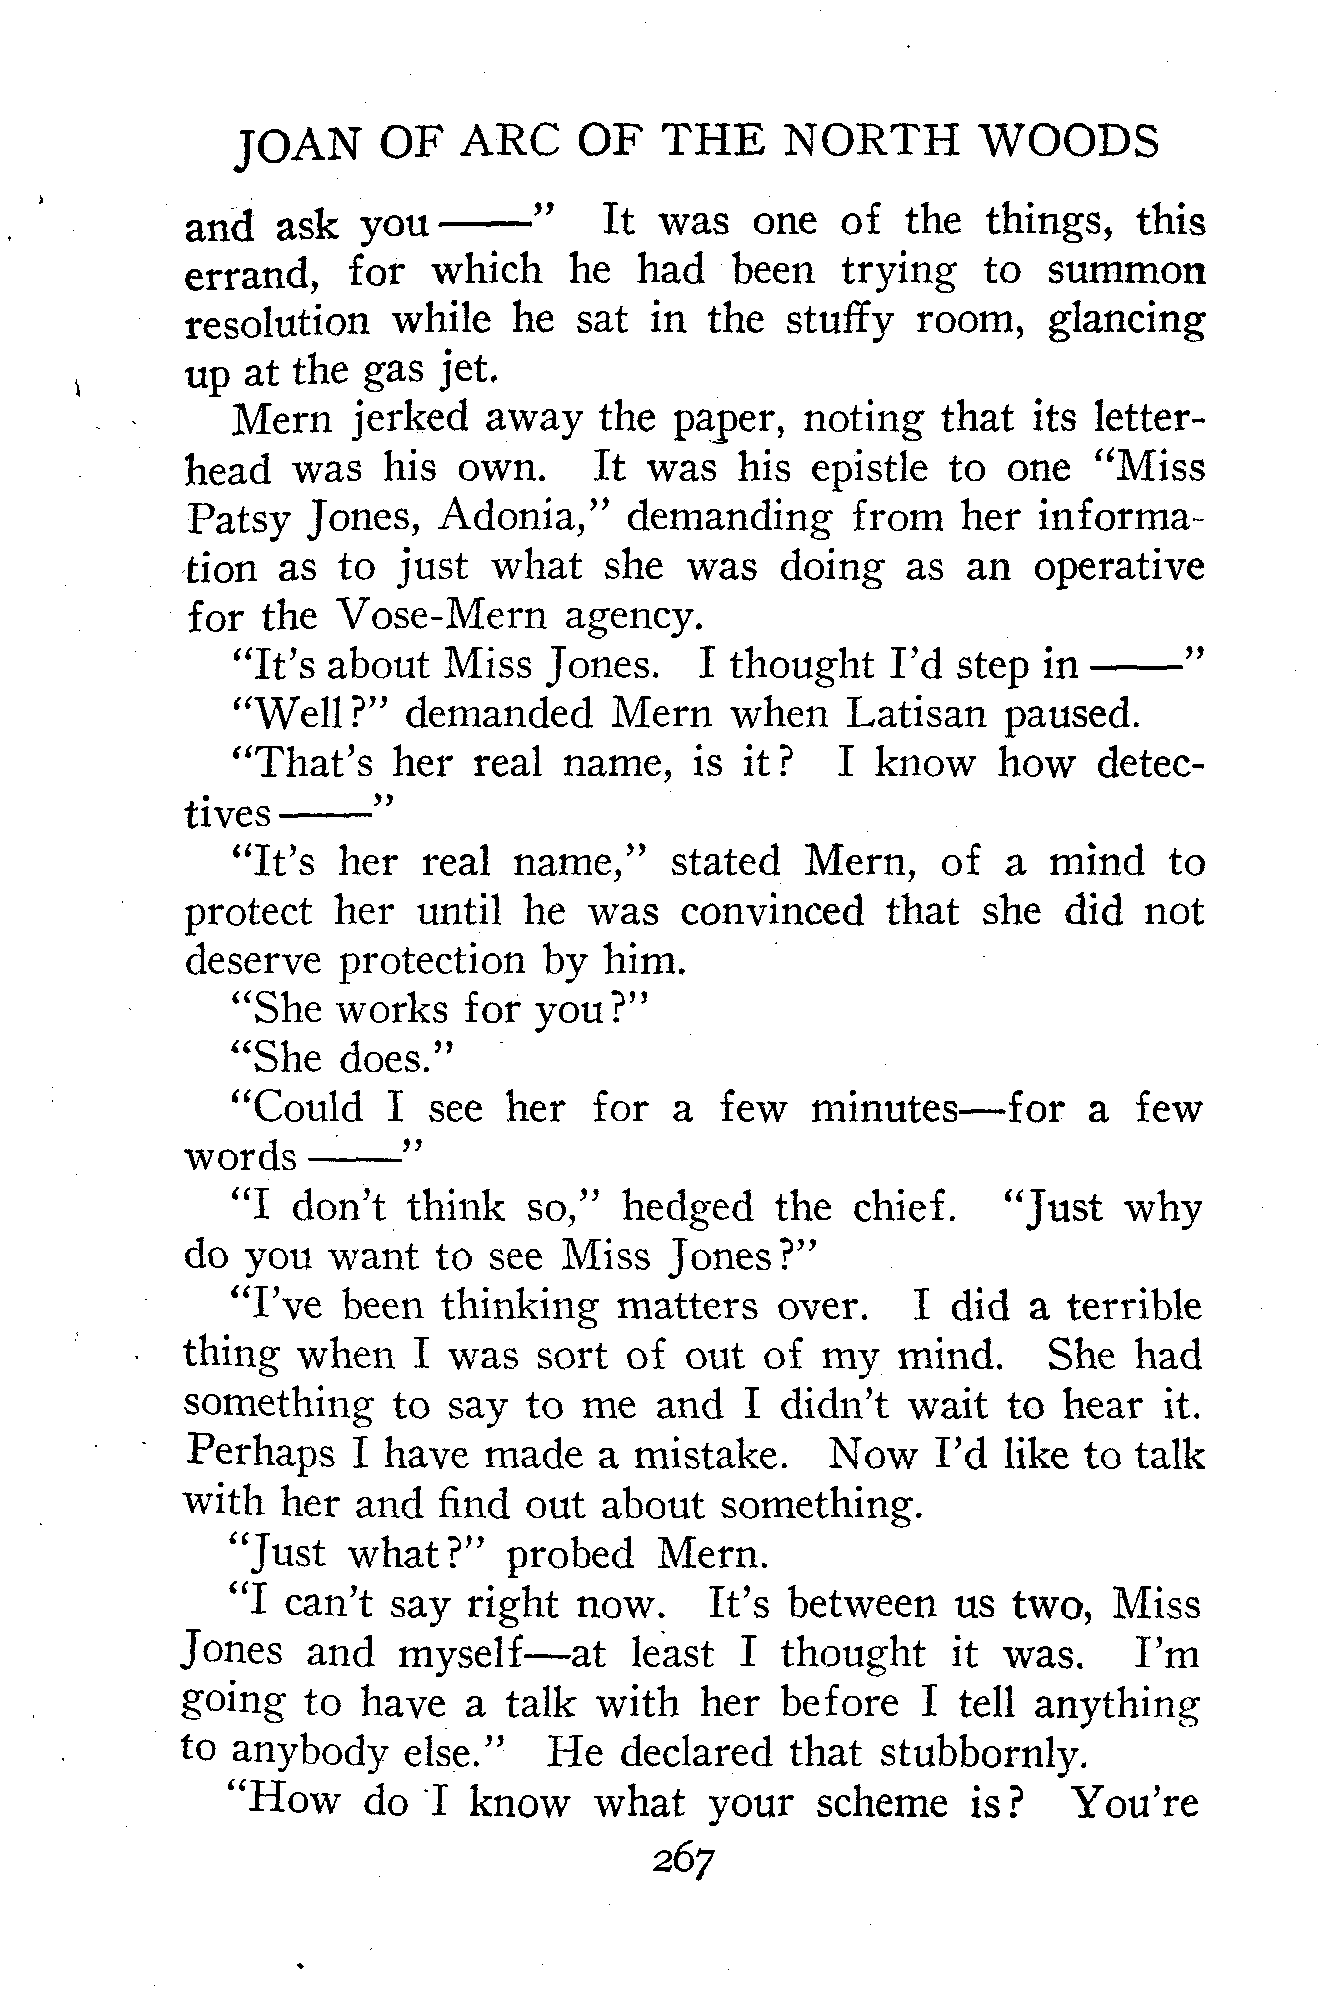 JOAN OF ARC OF THE NORTH WOODS
and ask you——" It was one of the things, this
errand, for which he had been trying to summon
resolution while he sat in the stuffy room, glancing
up at the gas jet.
Mern jerked away the paper, noting that its letter-
head was his own. It was his epistle to one "Miss
Patsy Jones, Adonia," demanding from her informa-
tion as to just what she was doing as an operative
for the Vose-Mern agency.
"It's about Miss Jones. I thought I'd step in——"
"Well?" demanded Mern when Latisan paused.
"That's her real name, is it? I know how detec-
tives——"
"It's her real name," stated Mern, of a mind to
protect her until he was convinced that she did not
deserve protection by him.
"She works for you?"
"She does."
"Could I see her for a few minutes—for a few
words——"
"I don't think so," hedged the chief. "Just why
do you want to see Miss Jones?"
"I've been thinking matters over. I did a terrible
thing when I was sort of out of my mind. She had
something to say to me and I didn't wait to hear it.
Perhaps I have made a mistake. Now I'd like to talk
with her and find out about something.
"Just what?" probed Mern.
"I can't say right now. It's between us two, Miss
Jones and myself—at least I thought it was. I'm
going to have a talk with her before I tell anything
to anybody else." He declared that stubbornly.
"How do I know what your scheme is? You're
267